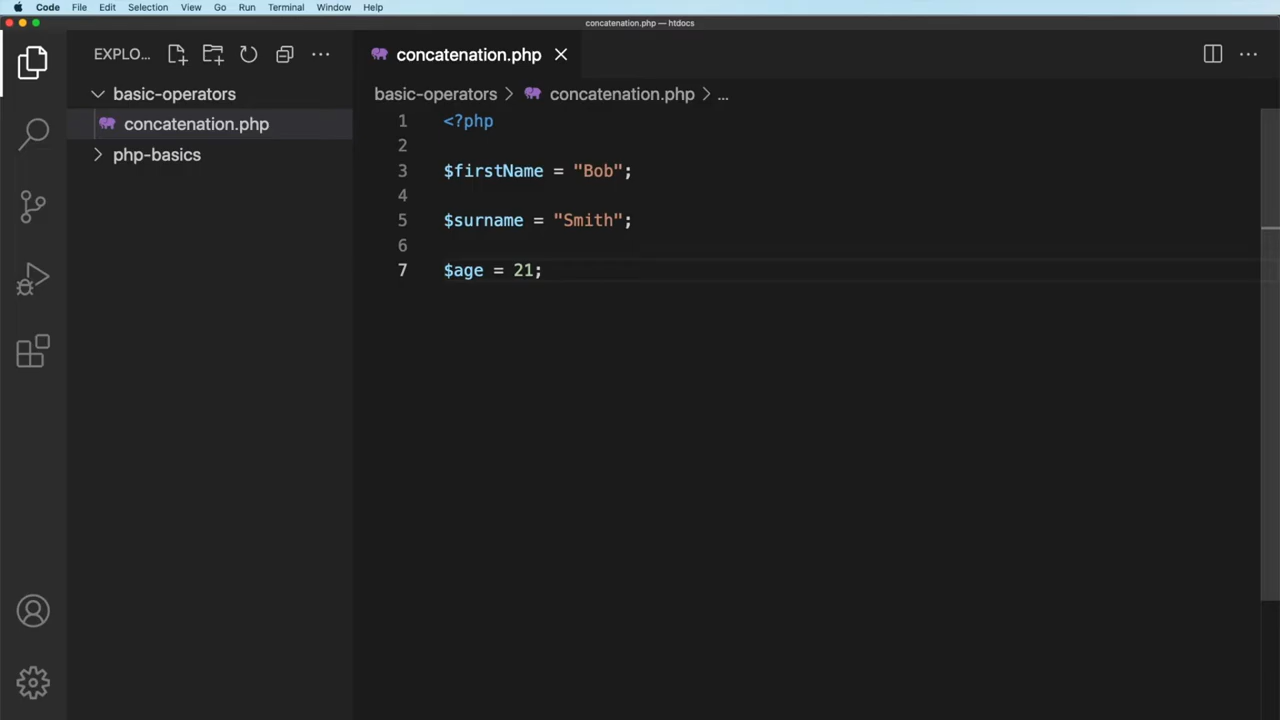 Code File Edit Selection View Go Run Terminal Window Help
concatenation.php — htdocs
EXPLO...
concatenation.php
basic-operators
concatenation.php
php-basics
basic-operators > concatenation.php > ...
1 <?php
2
3 $firstName = "Bob";
4
5 $surname = "Smith";
6
7 $age = 21;